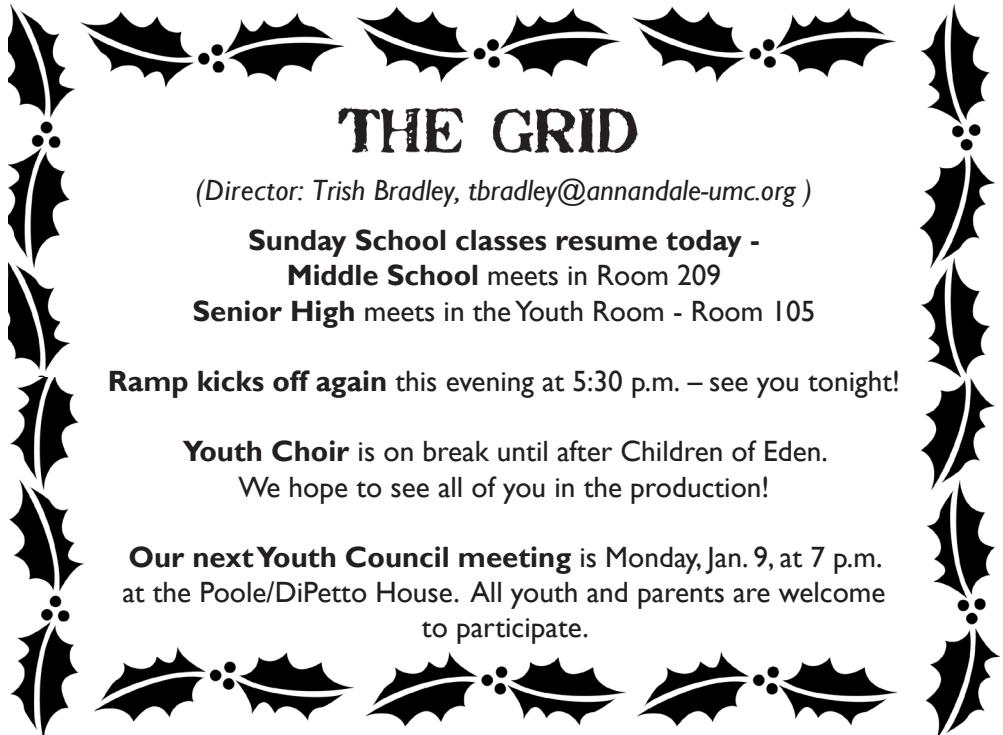 THE GRID
(Director: Trish Bradley, tbradley@annandale-umc.org )
Sunday School classes resume today -
Middle School meets in Room 209
Senior High meets in the Youth Room - Room 105
Ramp kicks off again this evening at 5:30 p.m. – see you tonight!
Youth Choir is on break until after Children of Eden.
We hope to see all of you in the production!
Our next Youth Council meeting is Monday, Jan. 9, at 7 p.m.
at the Poole/DiPetto House. All youth and parents are welcome
to participate.